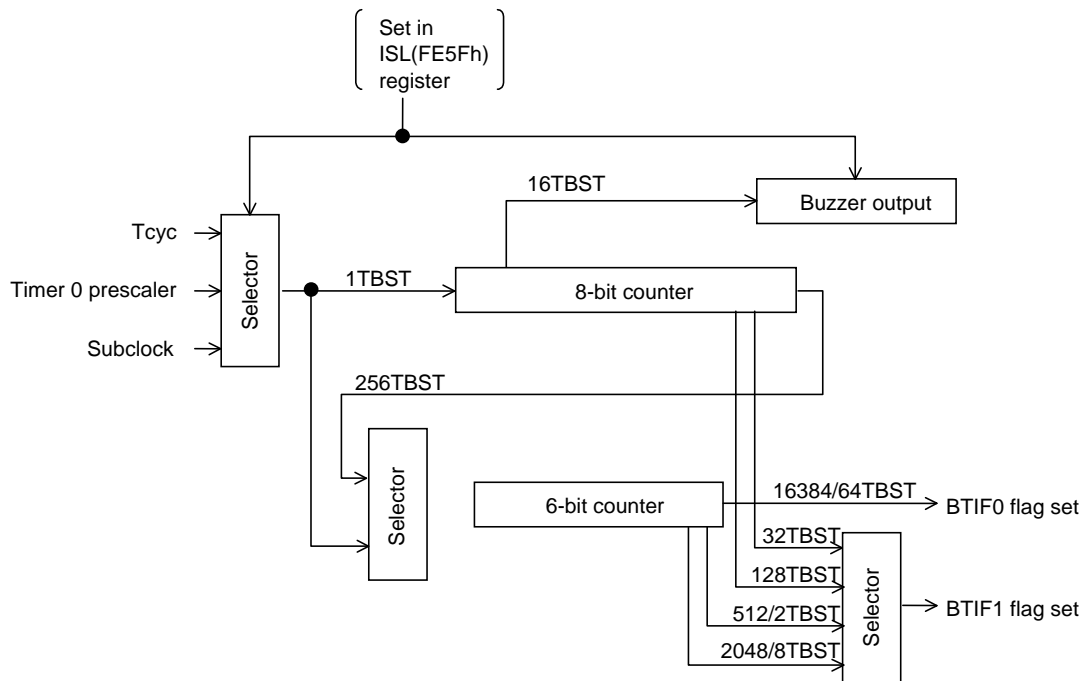 Set in
ISL(FE5Fh)
register
16TBST
Buzzer output
Tcyc
Timer 0 prescaler
Subclock
Selector
1TBST
8-bit counter
256TBST
Selector
6-bit counter
16384/64TBST
BTIF0 flag set
32TBST
128TBST
512/2TBST
2048/8TBST
Selector
BTIF1 flag set